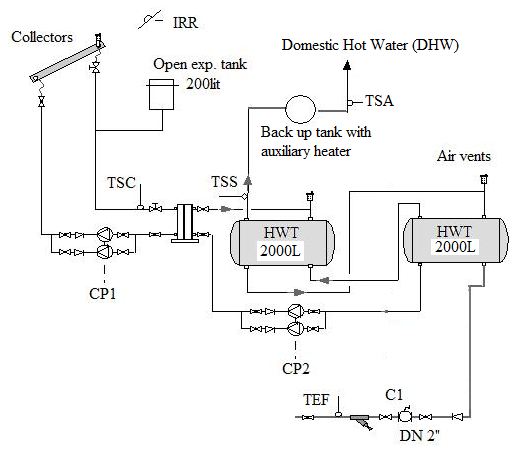 IRR
Collectors
Domestic Hot Water (DHW)
Open exp. tank
200lit
TSA
Back up tank with
auxiliary heater
Air vents
TSC
TSS
HWT
2000L
HWT
2000L
CP1
CP2
C1
TEF
DN 2"